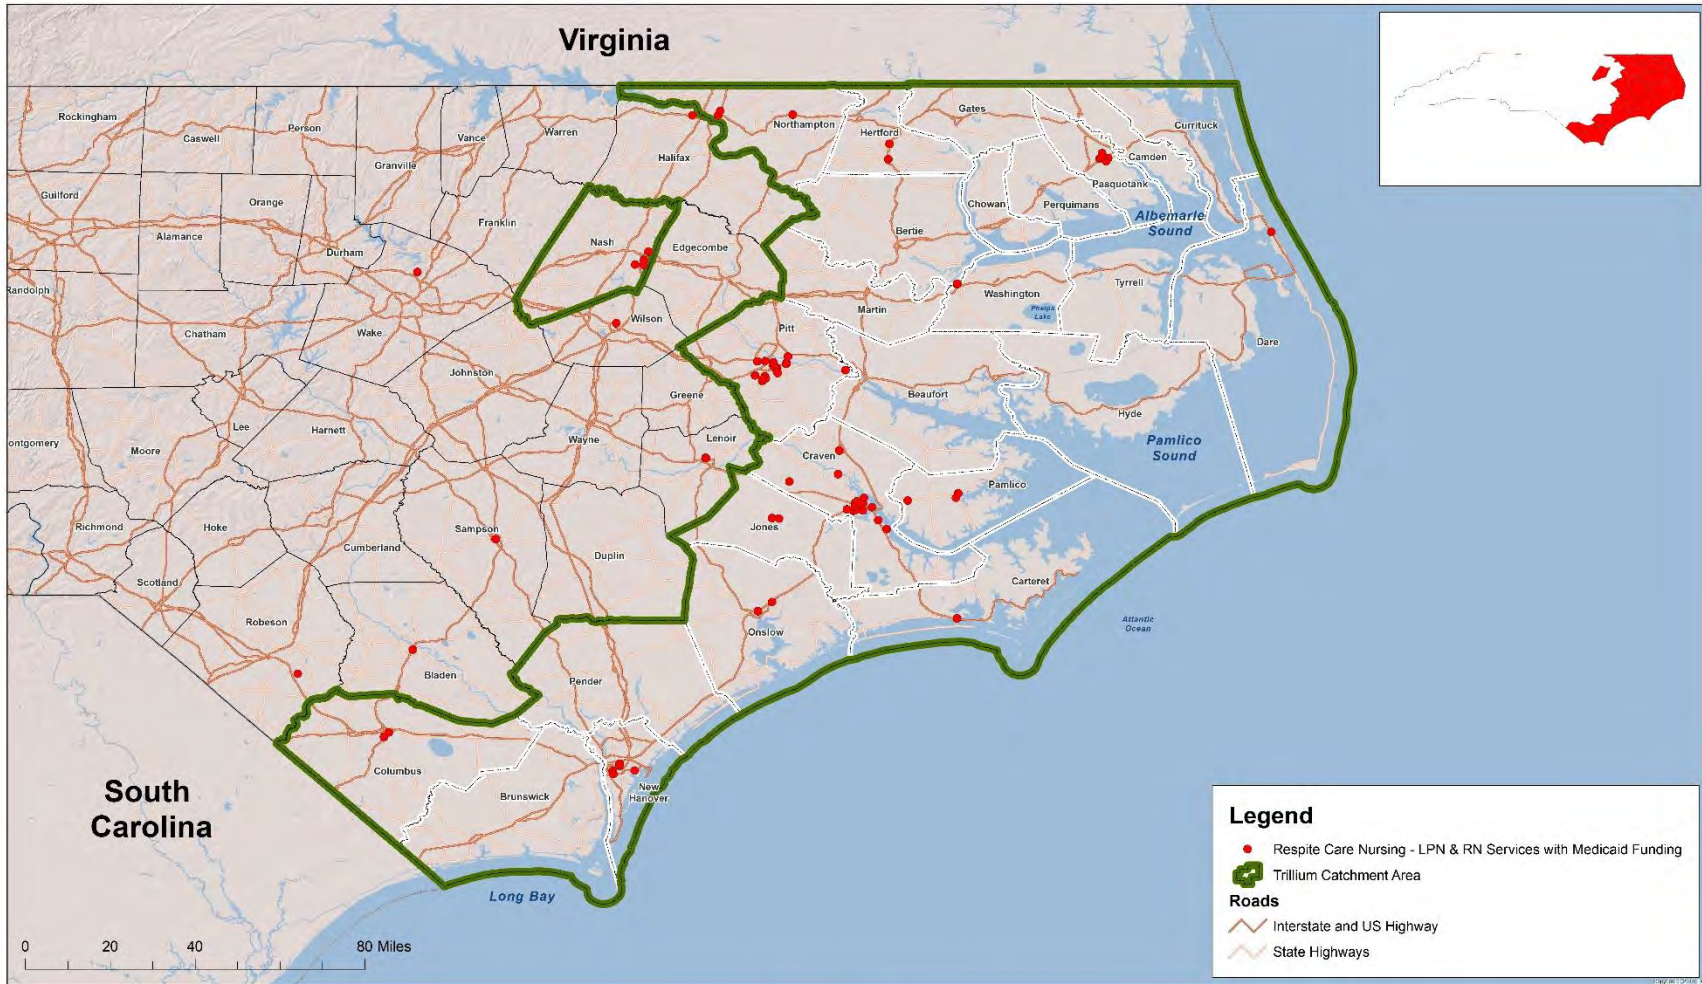 Virginia
Rockingham
Caswell
Person
Vance
Warren
Granville
Halifax
Northampton
Hertford
Gates
Currituck
Camden
Pasquotank
Perquimans
Chowan
Bertie
Albemarle
Sound
Guilford
Orange
Alamance
Durham
Franklin
Nash
Edgecombe
Randolph
Chatham
Wake
Wilson
Martin
Washington
Tyrrell
Phelps
Lake
Dare
Pitt
Johnston
Greene
Beaufort
Hyde
ontgomery
Moore
Lee
Harnett
Wayne
Lenoir
Craven
Pamlico
Sound
Pamlico
Richmond
Hoke
Cumberland
Sampson
Duplin
Jones
Scotland
Carteret
Robeson
Onslow
Atlantic
Ocean
Bladen
Pender
Columbus
Brunswick
New
Hanover
South
Carolina
Long Bay
0 20 40 80 Miles
Legend
Respite Care Nursing - LPN & RN Services with Medicaid Funding
Trillium Catchment Area
Roads
Interstate and US Highway
State Highways